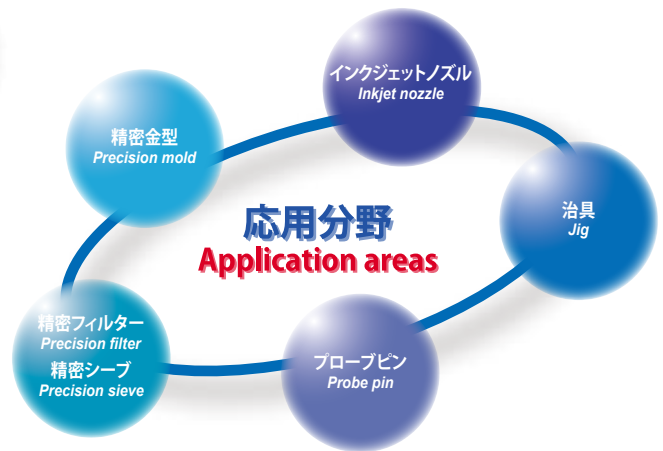 インクジェットノズル
Inkjet nozzle
精密金型
Precision mold
治具
Jig
応用分野
Application areas
精密フィルター
Precision filter
精密シーブ
Precision sieve
プローブピン
Probe pin